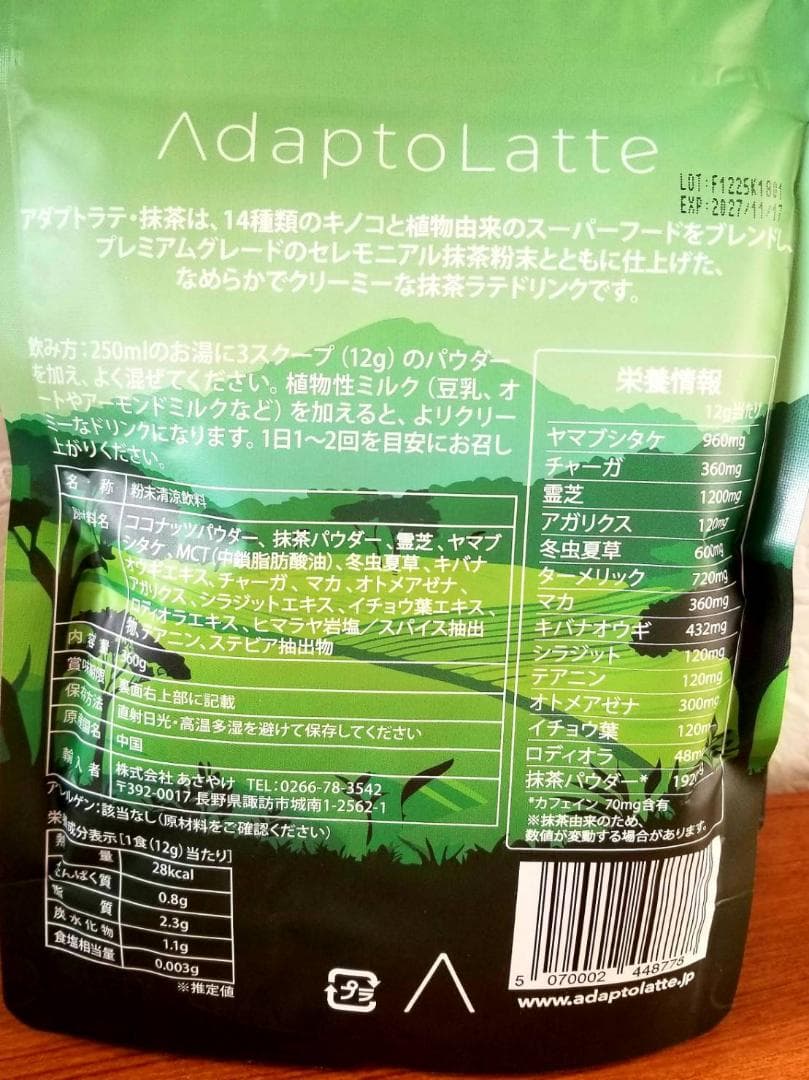 AdaptoLatte
LOT:F1225K1801
EXP:2027/11/17
アダプトラテ・抹茶は、14種類のキノコと植物由来のスーパーフードをブレンドし、
プレミアムグレードのセレモニアル抹茶粉末とともに仕上げた、
なめらかでクリーミーな抹茶ラテドリンクです。
飲み方:250mlのお湯に3スクープ(12g)のパウダー
を加え、よく混ぜてください。植物性ミルク(豆乳、オ
ートやアーモンドミルクなど)を加えると、よりクリー
ミーなドリンクになります。1日1〜2回を目安にお召し
上がりください。
名称 粉末清涼飲料
原材料名 ココナッツパウダー、抹茶パウダー、霊芝、ヤマブ
シタケ、MCT(中鎖脂肪酸油)、冬虫夏草、キバナ
オウギエキス、チャーガ、マカ、オトメアゼナ、
アガリクス、シラジットエキス、イチョウ葉エキス、
ロディオラエキス、ヒマラヤ岩塩/スパイス抽出
物、テアニン、ステビア抽出物
内容量 360g
賞味期限 裏面右上部に記載
保存方法 直射日光・高温多湿を避けて保存してください
原産国名 中国
輸入者 株式会社 あさやけ TEL:0266-78-3542
〒392-0017 長野県諏訪市城南1-2562-1
アレルゲン:該当なし(原材料をご確認ください)
栄養成分表示[1食(12g)当たり]
熱量 28kcal
たんぱく質 0.8g
脂質 2.3g
炭水化物 1.1g
食塩相当量 0.003g
※推定値
栄養情報
12g当たり
ヤマブシタケ 960mg
チャーガ 360mg
霊芝 1200mg
アガリクス 120mg
冬虫夏草 600mg
ターメリック 720mg
マカ 360mg
キバナオウギ 432mg
シラジット 120mg
テアニン 120mg
オトメアゼナ 300mg
イチョウ葉 120mg
ロディオラ 48mg
抹茶パウダー*
*カフェイン 70mg含有
※抹茶由来のため、
数値が変動する場合があります。
プラ
5 070002 448778
www.adaptolatte.jp